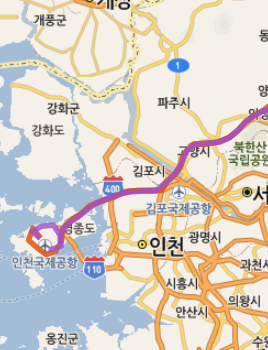 개성
개풍군
1
파주시
강화군
강화도
고양시
북한산
국립공원
김포시
400
김포국제공항
서
영종도
인천
광명시
인천국제공항
110
과천시
시흥시
의왕시
안산시
옹진군
수원